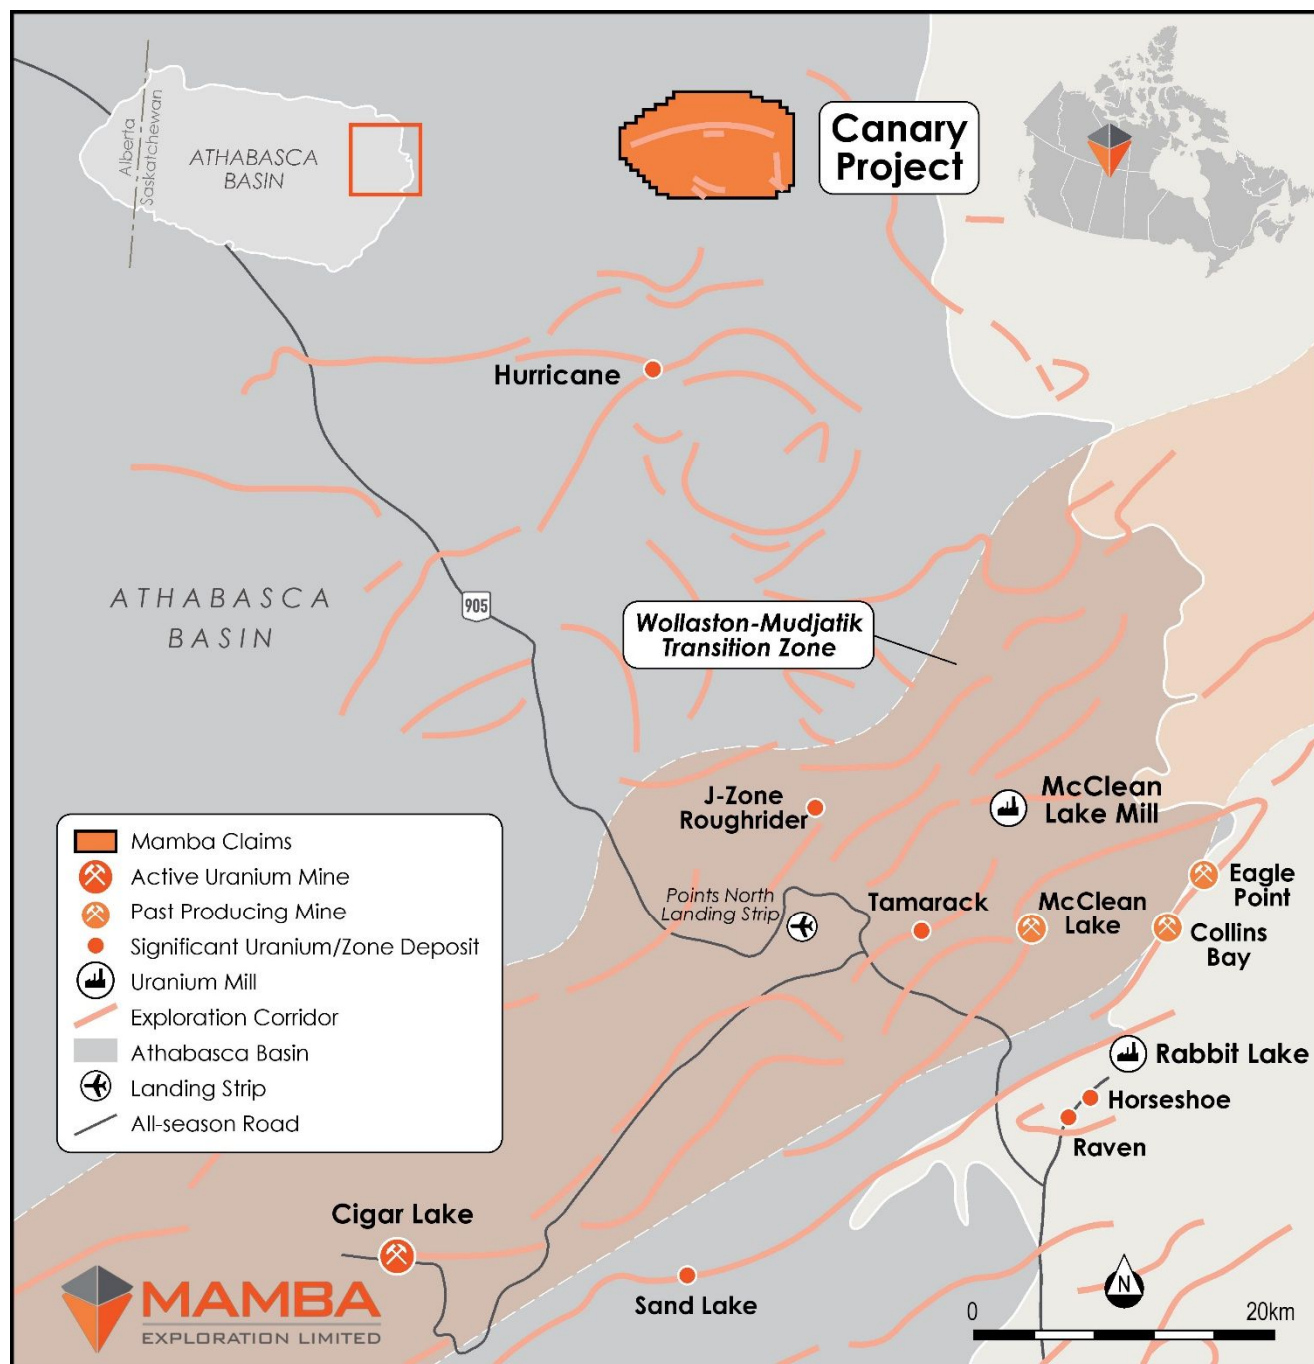 Alberta
Saskatchewan
ATHABASCA
BASIN
Canary
Project
Hurricane
ATHABASCA
BASIN
905
Wollaston-Mudjatik
Transition Zone
J-Zone
Roughrider
McClean
Lake Mill
Points North
Landing Strip
Tamarack
McClean
Lake
Eagle
Point
Collins
Bay
Rabbit Lake
Horseshoe
Raven
Mamba Claims
Active Uranium Mine
Past Producing Mine
Significant Uranium/Zone Deposit
Uranium Mill
Exploration Corridor
Athabasca Basin
Landing Strip
All-season Road
Cigar Lake
Sand Lake
MAMBA
EXPLORATION LIMITED
N
0 20km